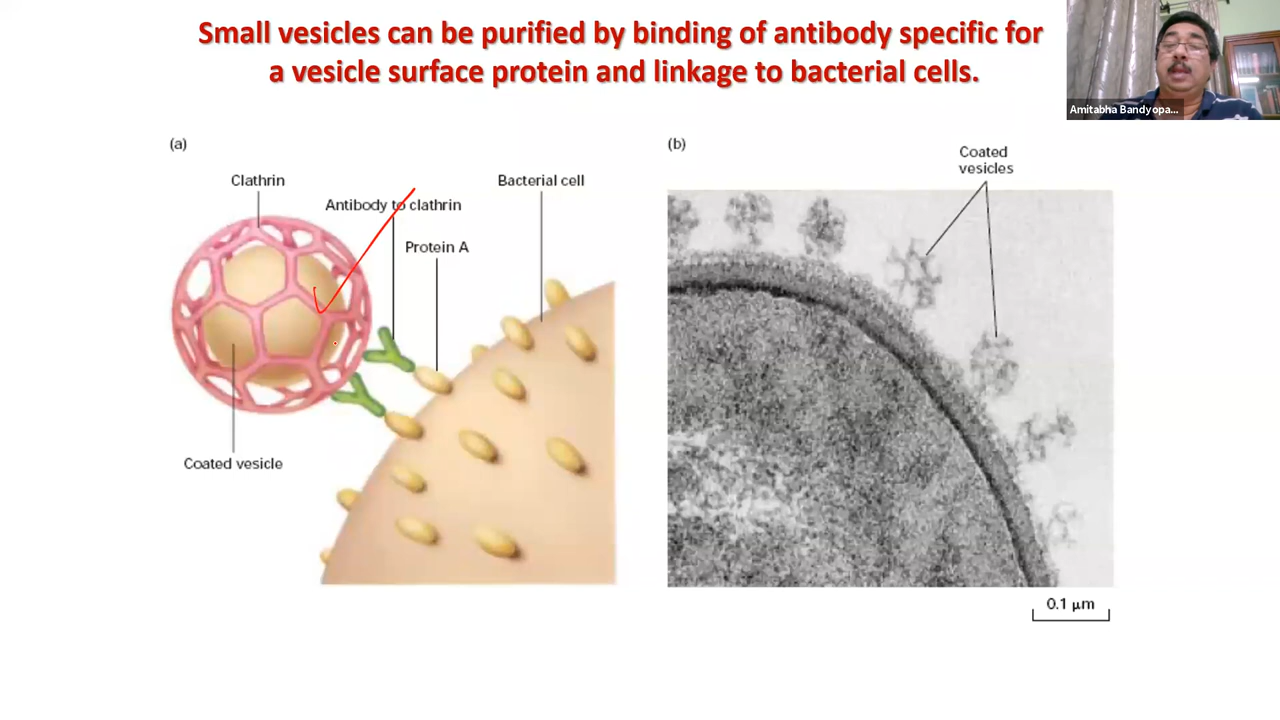 Small vesicles can be purified by binding of antibody specific for
a vesicle surface protein and linkage to bacterial cells.
Amitabha Bandyopa...
(a)
Clathrin
Antibody to clathrin
Bacterial cell
Protein A
Coated vesicle
(b)
Coated
vesicles
0.1 µm